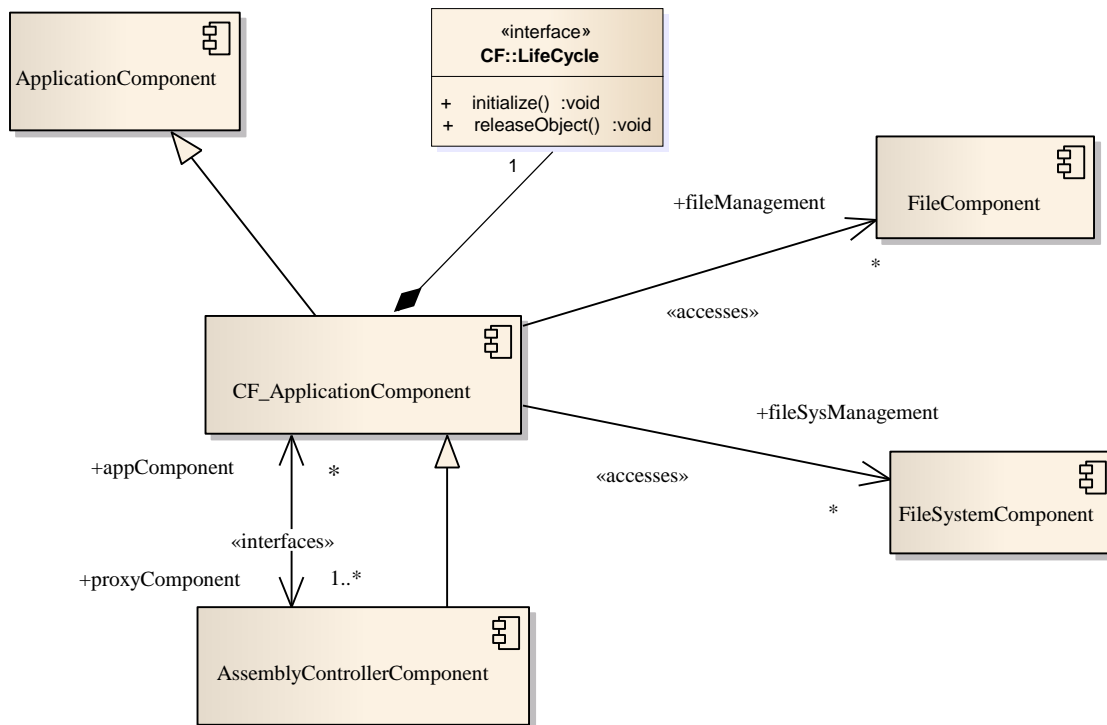 «interface»
CF::LifeCycle
ApplicationComponent
+ initialize() :void
+ releaseObject() :void
1
+fileManagement
FileComponent
*
«accesses»
CF_ApplicationComponent
+fileSysManagement
+appComponent
*
«accesses»
FileSystemComponent
*
«interfaces»
+proxyComponent
1..*
AssemblyControllerComponent